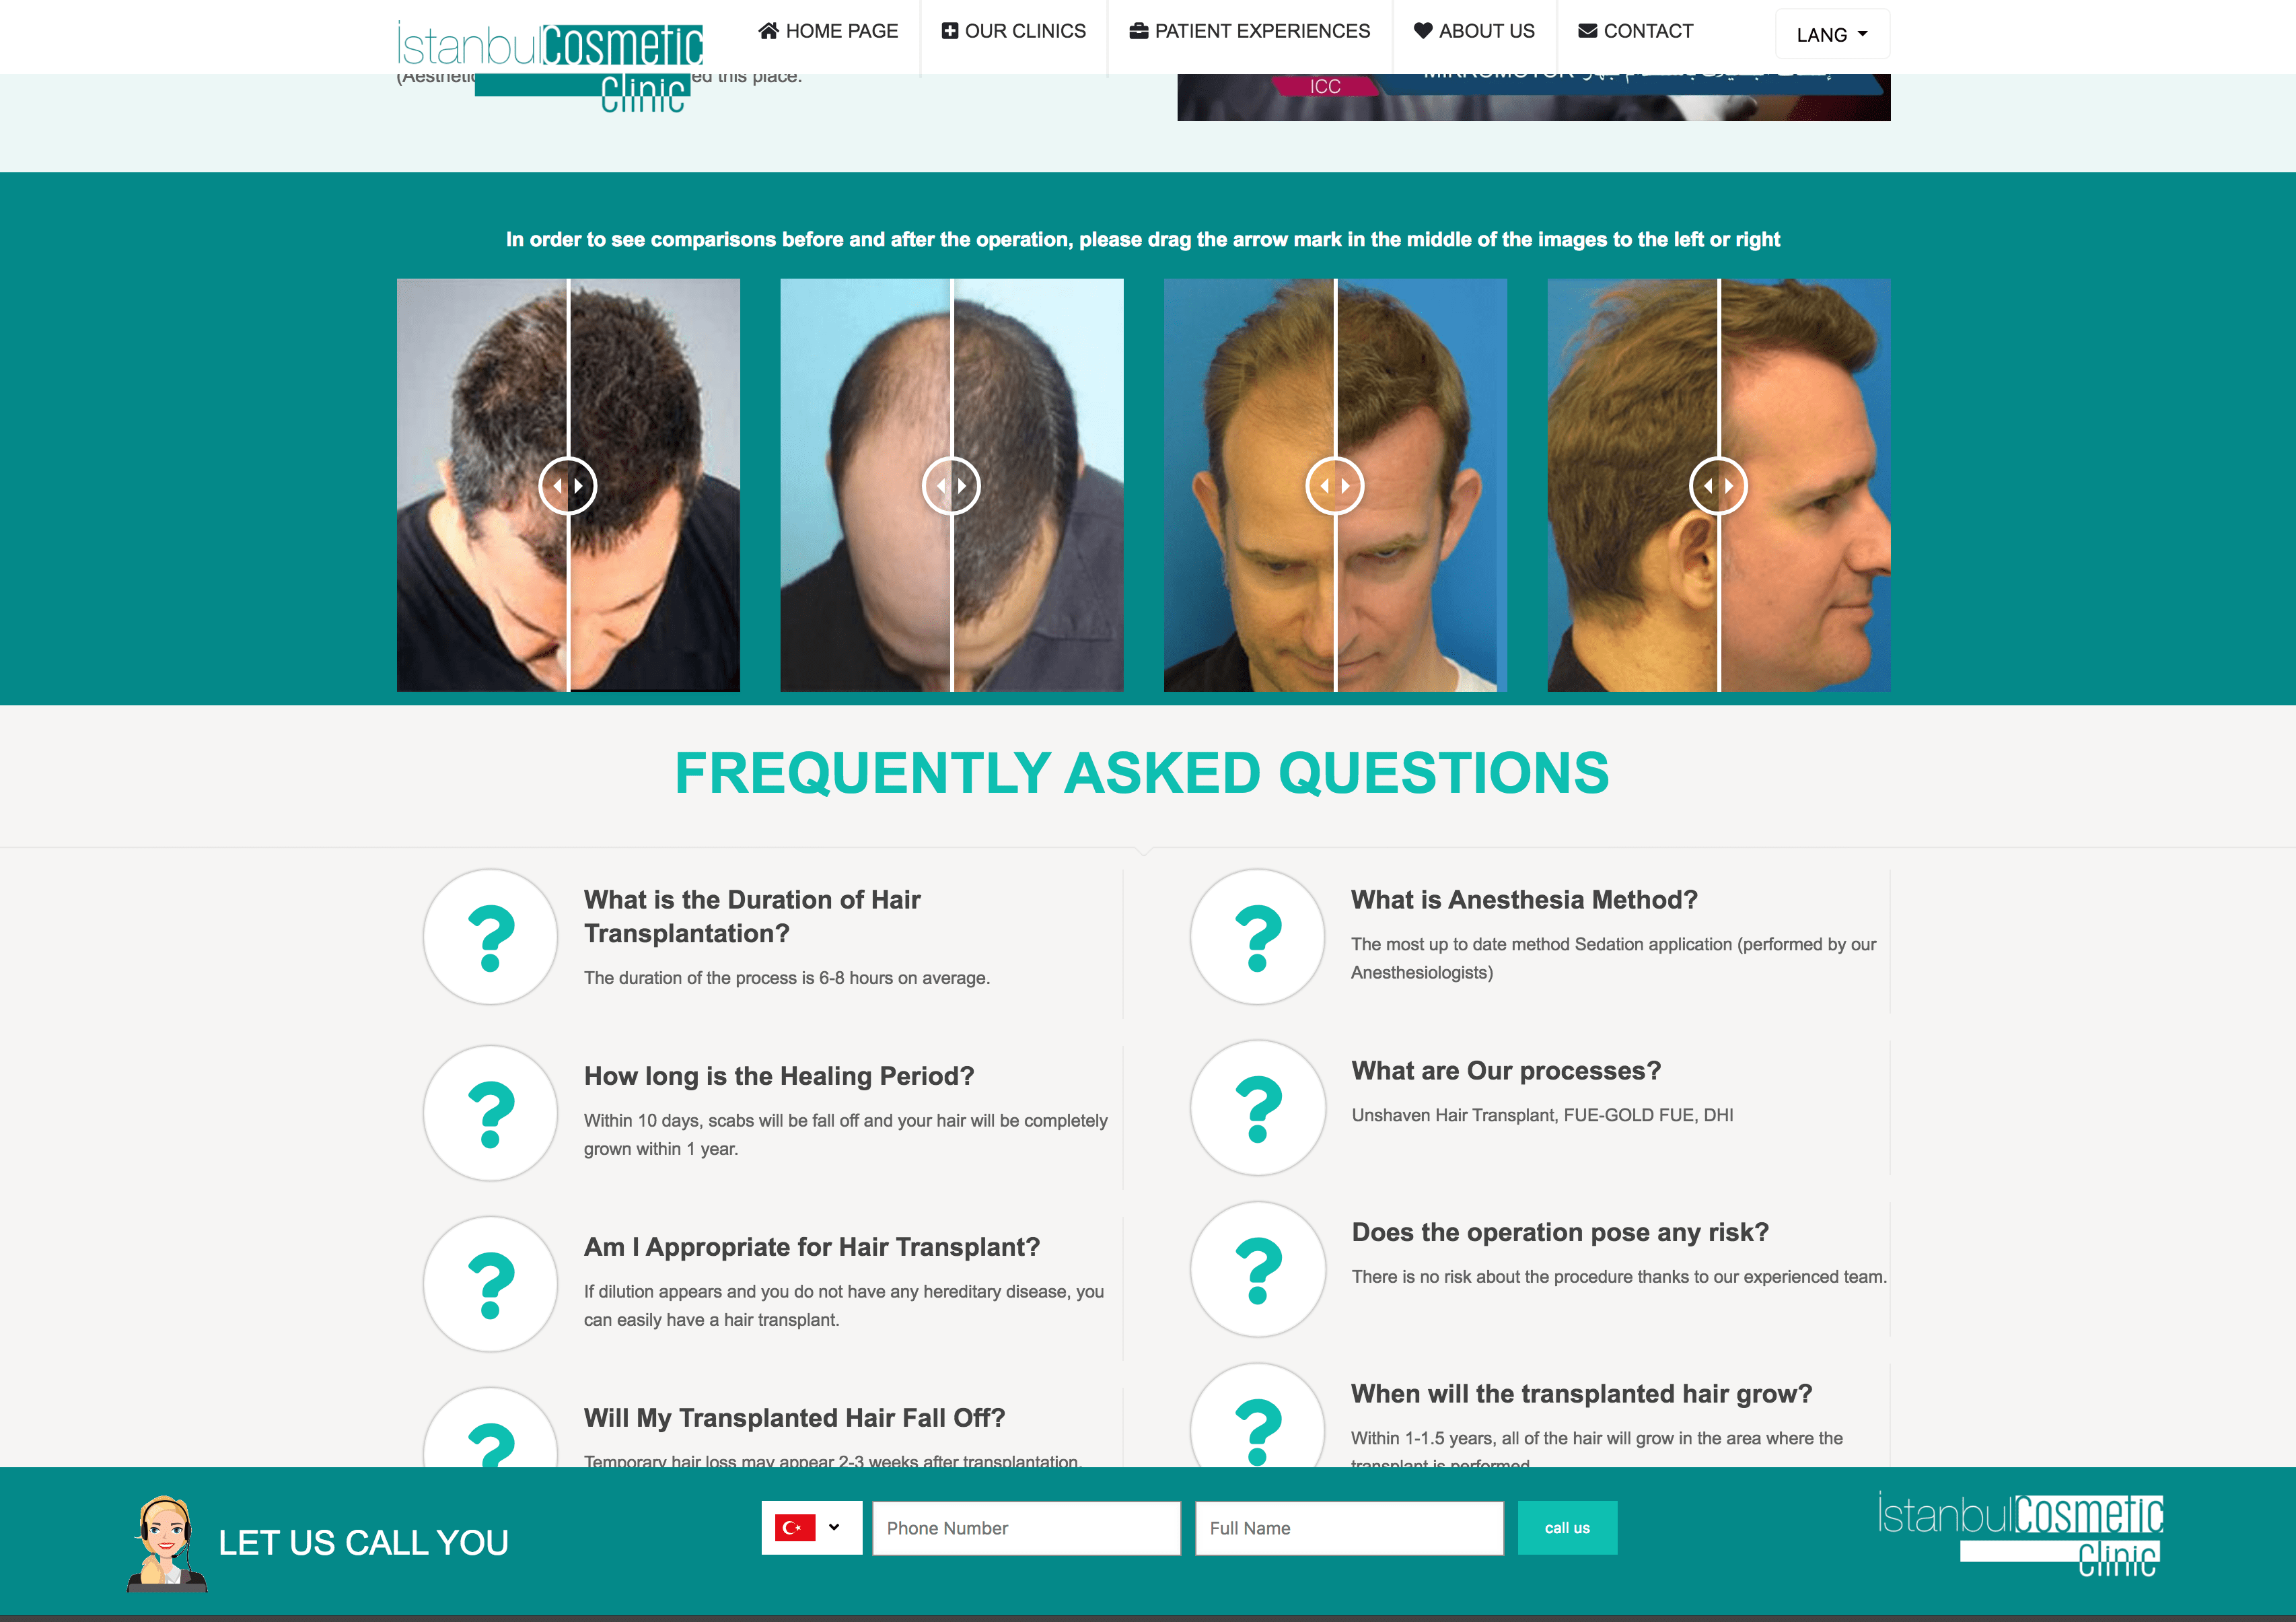 istanbulCosmetic
Clinic
HOME PAGE
OUR CLINICS
PATIENT EXPERIENCES
ABOUT US
CONTACT
LANG
ed this place.
ICC
In order to see comparisons before and after the operation, please drag the arrow mark in the middle of the images to the left or right
FREQUENTLY ASKED QUESTIONS
What is the Duration of Hair
Transplantation?
The duration of the process is 6-8 hours on average.
What is Anesthesia Method?
The most up to date method Sedation application (performed by our
Anesthesiologists)
How long is the Healing Period?
Within 10 days, scabs will be fall off and your hair will be completely
grown within 1 year.
What are Our processes?
Unshaven Hair Transplant, FUE-GOLD FUE, DHI
Am I Appropriate for Hair Transplant?
If dilution appears and you do not have any hereditary disease, you
can easily have a hair transplant.
Does the operation pose any risk?
There is no risk about the procedure thanks to our experienced team.
Will My Transplanted Hair Fall Off?
Temporary hair loss may appear 2-3 weeks after transplantation.
When will the transplanted hair grow?
Within 1-1.5 years, all of the hair will grow in the area where the
transplant is performed
LET US CALL YOU
Phone Number
Full Name
call us
istanbulCosmetic
Clinic